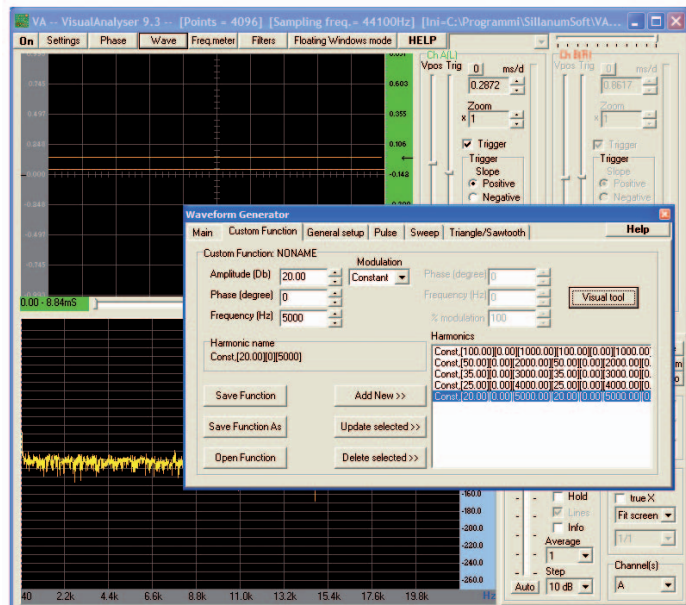 VA -- VisualAnalyser 9.3 -- [Points = 4096] [Sampling freq.= 44100Hz] [Ini=C:\Programmi\SillanumSoft\VA...
On Settings Phase Wave Freq.meter Filters Floating Windows mode HELP
Ch A(L)
Vpos Trig 0 ms/d
0.2872
Zoom
x 1
Trigger
Trigger
Slope
Positive
Negative
Vpos Trig 0 ms/d
0.8617
Zoom
x 1
Trigger
Trigger
Slope
Positive
Negative
0.603
0.355
0.106
-0.148
0.00 - 8.84mS
Waveform Generator
Main Custom Function General setup Pulse Sweep Triangle/Sawtooth Help
Custom Function: NONAME
Amplitude (Db) 20.00
Phase (degree) 0
Frequency (Hz) 5000
Modulation
Constant
Phase (degree) 0
Frequency (Hz) 0
% modulation 100
Visual tool
Harmonic name
Const,[20.00][0][5000]
Harmonics
Const,[100.00][0.00][1000.00][100.00][0.00][1000.00]
Const,[50.00][0.00][2000.00][50.00][0.00][2000.00][0.
Const,[35.00][0.00][3000.00][35.00][0.00][3000.00][0.
Const,[25.00][0.00][4000.00][25.00][0.00][4000.00][0.
Const,[20.00][0.00][5000.00][20.00][0.00][5000.00][0.
Save Function Add New >>
Save Function As Update selected >>
Open Function Delete selected >>
-160.0
-180.0
-200.0
-220.0
-240.0
-260.0
40 2.2k 4.4k 6.6k 8.8k 11.0k 13.2k 15.4k 17.6k 19.8k Hz
Hold
Lines
Info
Average
1
Step
Auto 10 dB
true X
Fit screen
1/1
Channel(s)
A